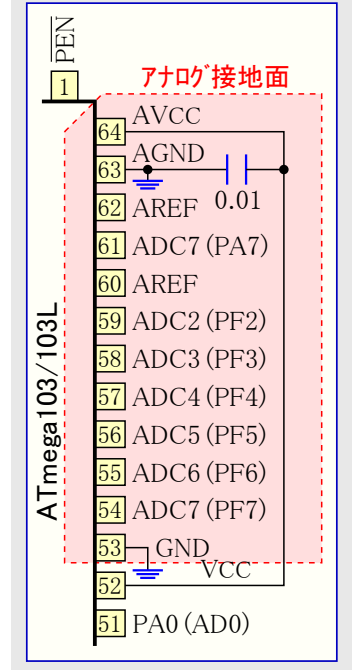 PEN
1
アナログ接地面
64 AVCC
63 AGND
0.01
62 AREF
61 ADC7(PA7)
60 AREF
59 ADC2(PF2)
58 ADC3(PF3)
57 ADC4(PF4)
56 ADC5(PF5)
55 ADC6(PF6)
54 ADC7(PF7)
53 GND
52 VCC
51 PA0(AD0)
ATmega103/103L